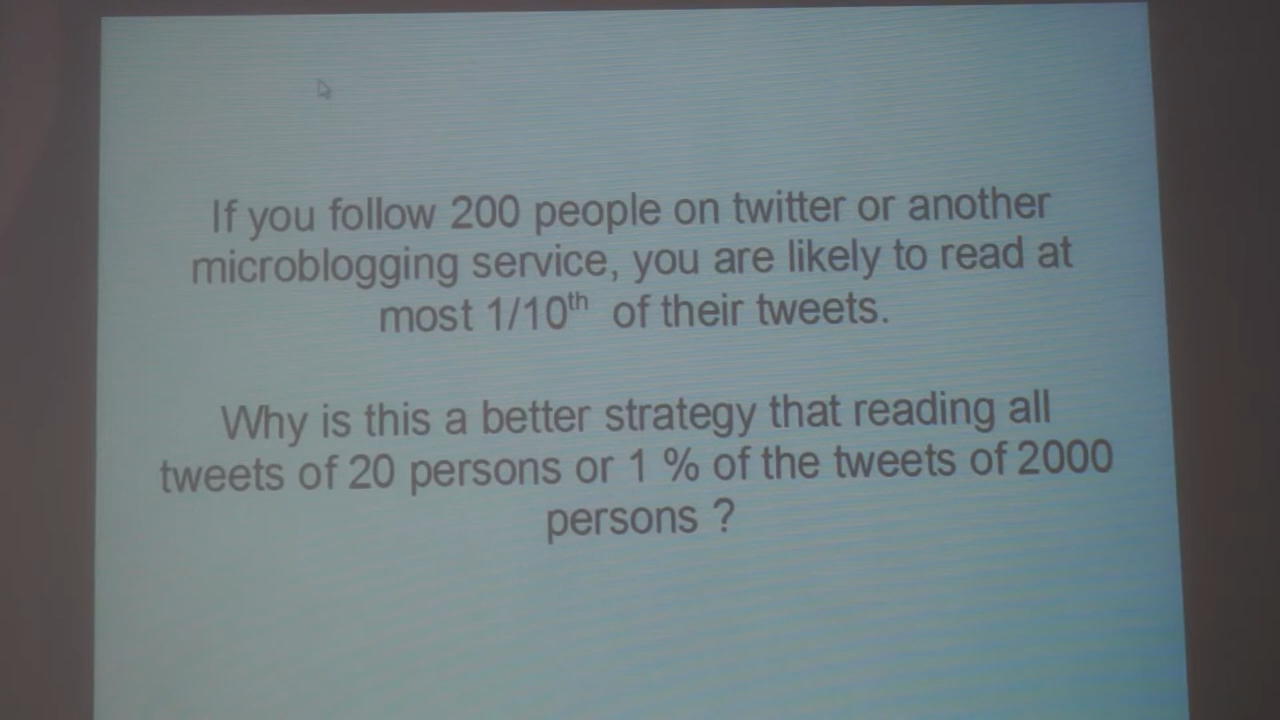 If you follow 200 people on twitter or another
microblogging service, you are likely to read at
most 1/10th of their tweets.
Why is this a better strategy that reading all
tweets of 20 persons or 1 % of the tweets of 2000
persons ?